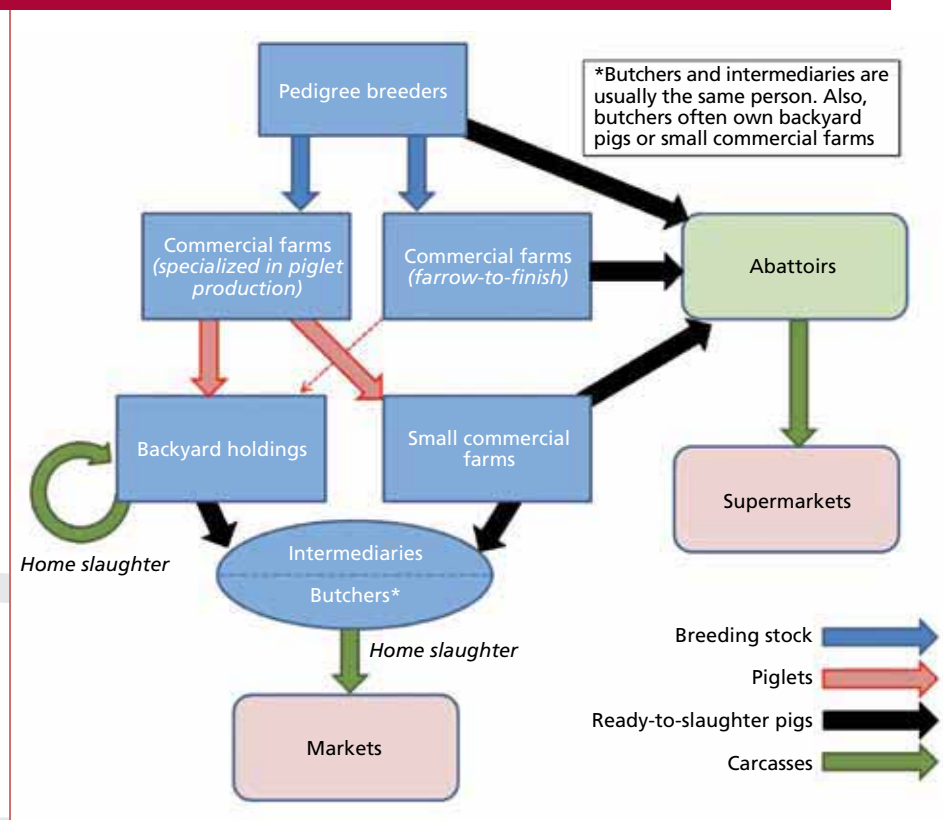 Pedigree breeders
*Butchers and intermediaries are
usually the same person. Also,
butchers often own backyard
pigs or small commercial farms
Commercial farms
(specialized in piglet
production)
Commercial farms
(farrow-to-finish)
Abattoirs
Backyard holdings
Small commercial
farms
Supermarkets
Home slaughter
Intermediaries
Butchers*
Home slaughter
Markets
Breeding stock
Piglets
Ready-to-slaughter pigs
Carcasses